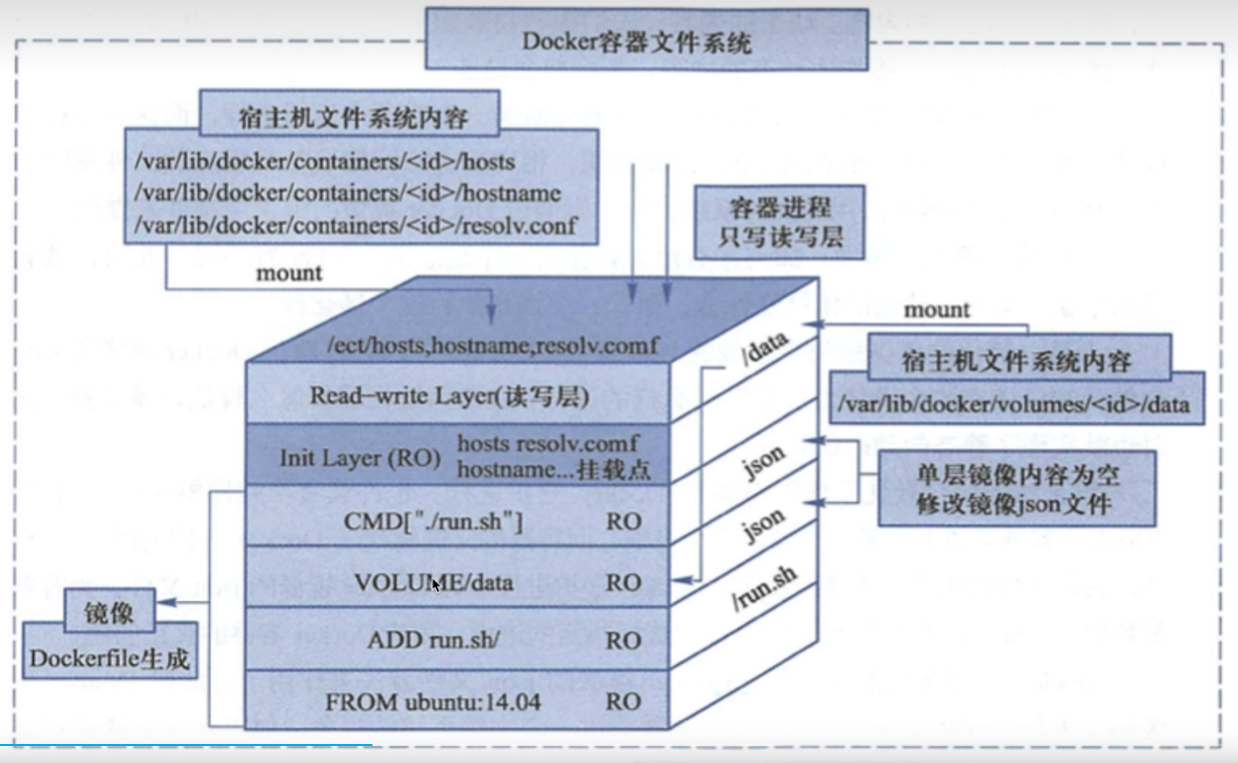 Docker容器文件系统
宿主机文件系统内容
/var/lib/docker/containers/<id>/hosts
/var/lib/docker/containers/<id>/hostname
/var/lib/docker/containers/<id>/resolv.conf
容器进程
只写读写层
mount
mount
宿主机文件系统内容
/var/lib/docker/volumes/<id>/data
/ect/hosts,hostname,resolv.comf
/data
Read-write Layer(读写层)
Init Layer (RO)
hosts resolv.comf
hostname...挂载点
json
单层镜像内容为空
修改镜像json文件
CMD["./run.sh"] RO
json
VOLUME/data RO
/run.sh
镜像
Dockerfile生成
ADD run.sh/ RO
FROM ubuntu:14.04 RO